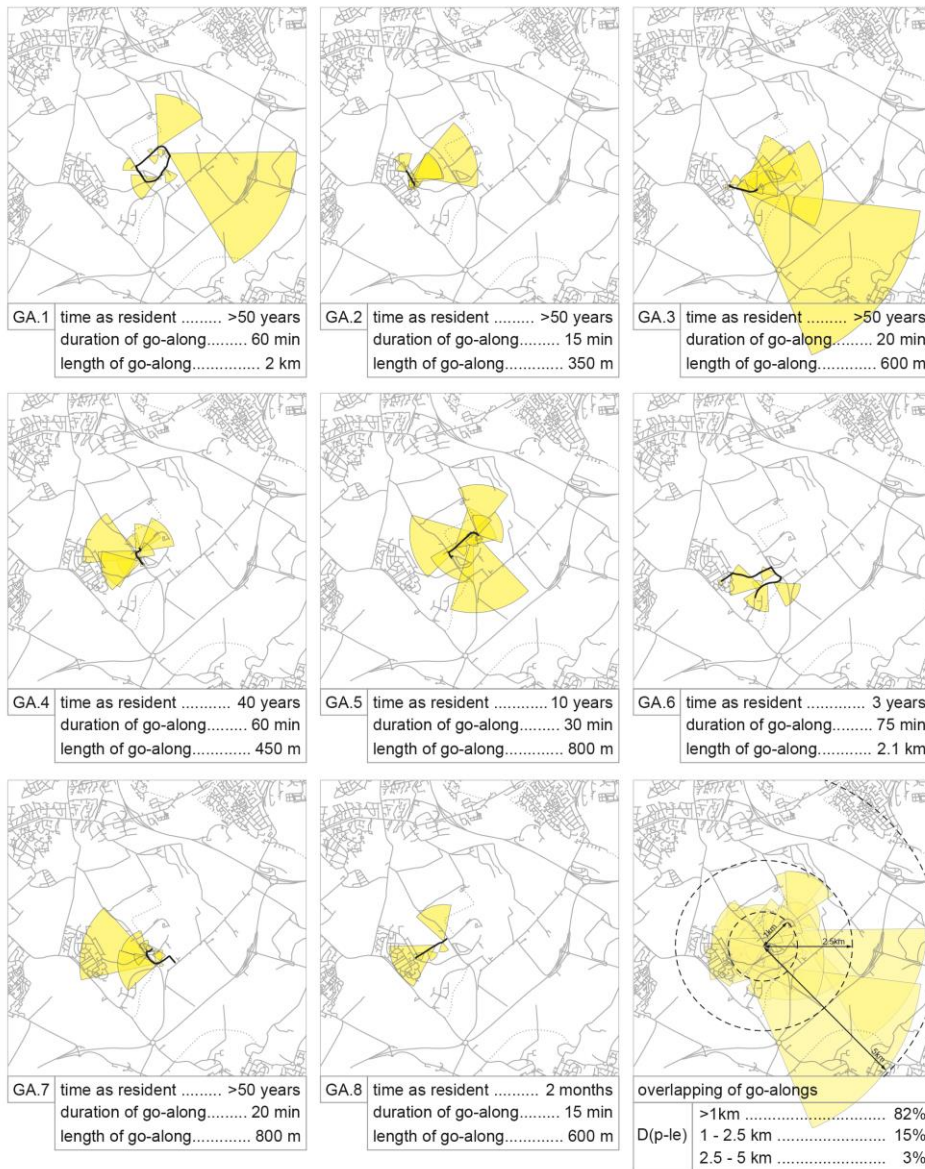 GA.1 time as resident ......... >50 years
duration of go-along......... 60 min
length of go-along.............. 2 km
GA.2 time as resident ......... >50 years
duration of go-along......... 15 min
length of go-along............. 350 m
GA.3 time as resident ......... >50 years
duration of go-along......... 20 min
length of go-along............. 600 m
GA.4 time as resident ............ 40 years
duration of go-along......... 60 min
length of go-along............. 450 m
GA.5 time as resident ............ 10 years
duration of go-along......... 30 min
length of go-along............. 800 m
GA.6 time as resident .............. 3 years
duration of go-along......... 75 min
length of go-along............ 2.1 km
1km
2.5km
5km
GA.7 time as resident ......... >50 years
duration of go-along......... 20 min
length of go-along............. 800 m
GA.8 time as resident .......... 2 months
duration of go-along......... 15 min
length of go-along............. 600 m
overlapping of go-alongs
D(p-le) >1km ............................ 82%
1 - 2.5 km ...................... 15%
2.5 - 5 km ........................ 3%